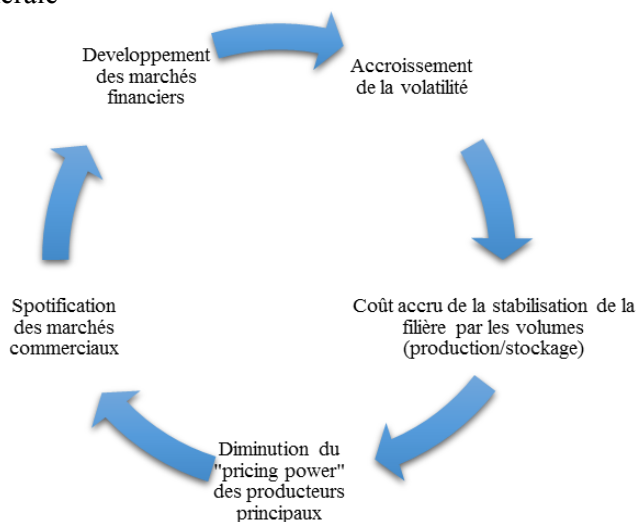 Developpement
des marchés
financiers
Accroissement
de la volatilité
Coût accru de la stabilisation de la
filière par les volumes
(production/stockage)
Diminution du
"pricing power"
des producteurs
principaux
Spotification
des marchés
commerciaux